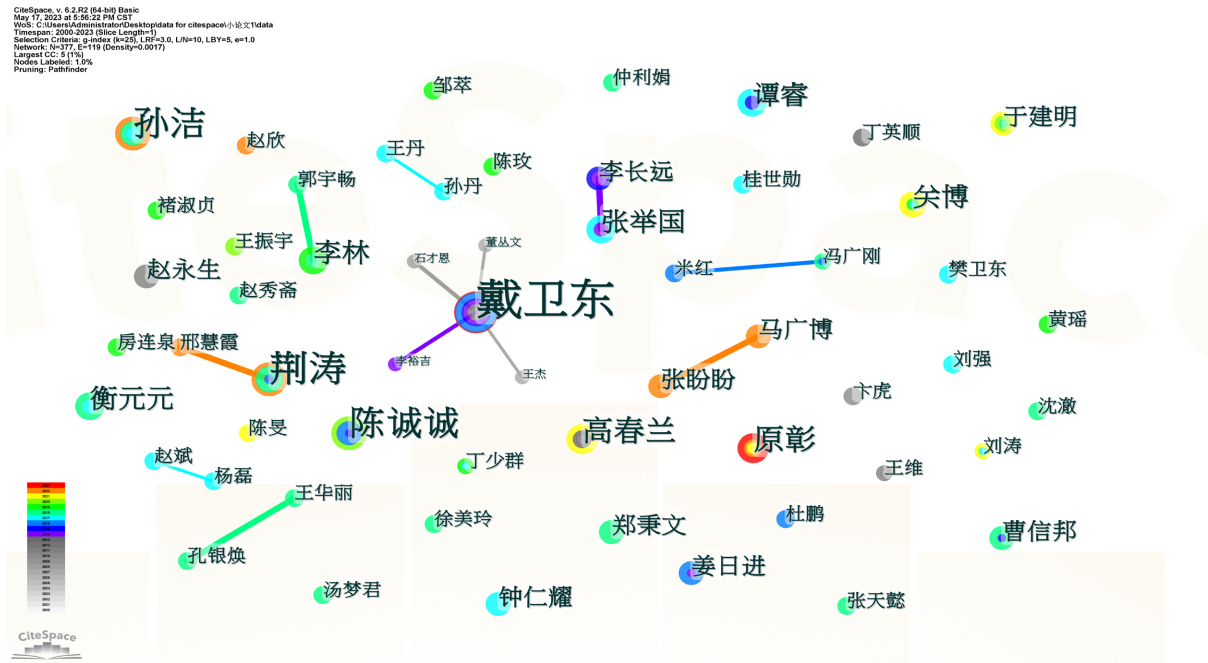 CiteSpace, v. 6.2.R2 (64-bit) Basic
May 17, 2023 at 5:56:22 PM CST
WoS: C:\Users\Administrator\Desktop\data for citespace\小论文1\data
Timespan: 2000-2023 (Slice Length=1)
Selection Criteria: g-index (k=25), LRF=3.0, L/N=10, LBY=5, e=1.0
Network: N=377, E=119 (Density=0.0017)
Largest CC: 5 (1%)
Nodes Labeled: 1.0%
Pruning: Pathfinder
仲利娟
邹萃
谭睿
孙洁
于建明
丁英顺
赵欣
王丹
陈玫
李长远
郭宇畅
桂世勋
孙丹
关博
褚淑贞
张举国
王振宇
董丛文
李林
石才恩
冯广刚
米红
樊卫东
赵永生
赵秀斋
戴卫东
黄瑶
马广博
房连泉
邢慧霞
李裕吉
刘强
荆涛
王杰
张盼盼
卞虎
衡元元
沈澈
陈诚诚
陈旻
高春兰
原彰
刘涛
赵斌
丁少群
王维
杨磊
王华丽
杜鹏
徐美玲
郑秉文
曹信邦
孔银焕
姜日进
汤梦君
钟仁耀
张天懿
CiteSpace